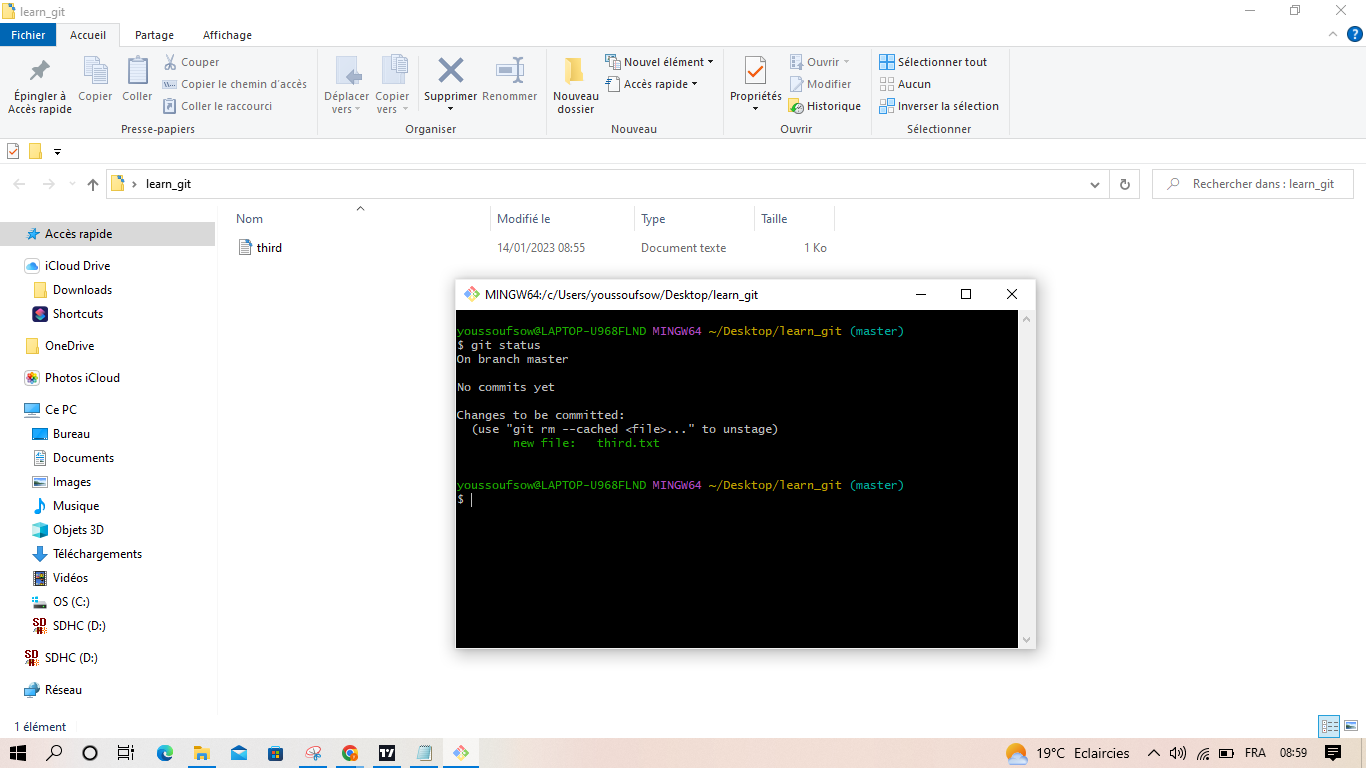 learn_git
Fichier Accueil Partage Affichage
Épingler à Accès rapide
Copier
Coller
Couper
Copier le chemin d'accès
Coller le raccourci
Presse-papiers
Déplacer vers
Copier vers
Supprimer
Renommer
Organiser
Nouveau dossier
Nouvel élément
Accès rapide
Nouveau
Propriétés
Ouvrir
Modifier
Historique
Ouvrir
Sélectionner tout
Aucun
Inverser la sélection
Sélectionner
learn_git
Rechercher dans : learn_git
Nom Modifié le Type Taille
third 14/01/2023 08:55 Document texte 1 Ko
Accès rapide
iCloud Drive
Downloads
Shortcuts
OneDrive
Photos iCloud
Ce PC
Bureau
Documents
Images
Musique
Objets 3D
Téléchargements
Vidéos
OS (C:)
SDHC (D:)
SDHC (D:)
Réseau
MINGW64:/c/Users/youssoufsow/Desktop/learn_git
youssoufsow@LAPTOP-U968FLND MINGW64 ~/Desktop/learn_git (master)
$ git status
On branch master
No commits yet
Changes to be committed:
(use "git rm --cached <file>..." to unstage)
new file: third.txt
youssoufsow@LAPTOP-U968FLND MINGW64 ~/Desktop/learn_git (master)
$
1 élément
19°C Eclaircies FRA 08:59